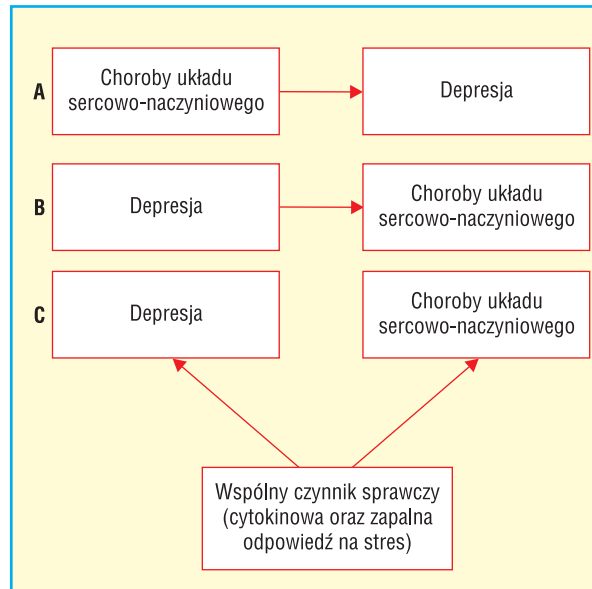 A
Choroby układu
sercowo-naczyniowego
Depresja
B
Depresja
Choroby układu
sercowo-naczyniowego
C
Depresja
Choroby układu
sercowo-naczyniowego
Wspólny czynnik sprawczy
(cytokinowa oraz zapalna
odpowiedź na stres)